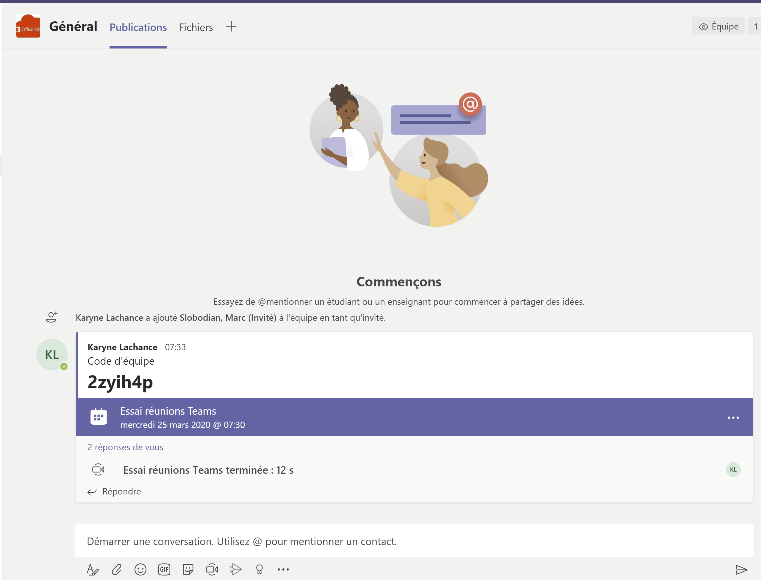 Général Publications Fichiers
Équipe 1
@
Commençons
Essayez de @mentionner un étudiant ou un enseignant pour commencer à partager des idées.
Karyne Lachance a ajouté Slobodian, Marc (Invité) à l'équipe en tant qu'invité.
KL
Karyne Lachance 07:33
Code d'équipe
2zyih4p
Essai réunions Teams
mercredi 25 mars 2020 @ 07:30
2 réponses de vous
Essai réunions Teams terminée : 12 s
KL
Répondre
Démarrer une conversation. Utilisez @ pour mentionner un contact.
GIF